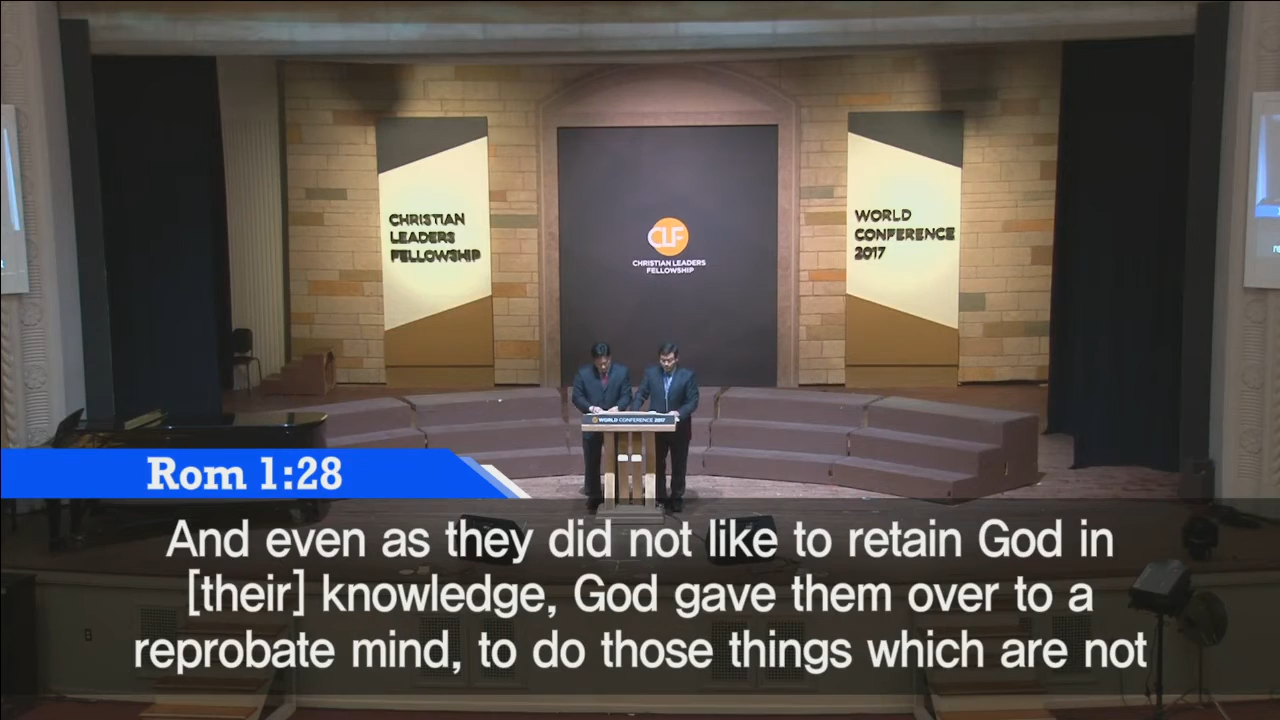 CHRISTIAN
LEADERS
FELLOWSHIP
CLF
CHRISTIAN LEADERS
FELLOWSHIP
WORLD
CONFERENCE
2017
WORLD CONFERENCE 2017
Rom 1:28
And even as they did not like to retain God in
[their] knowledge, God gave them over to a
reprobate mind, to do those things which are not